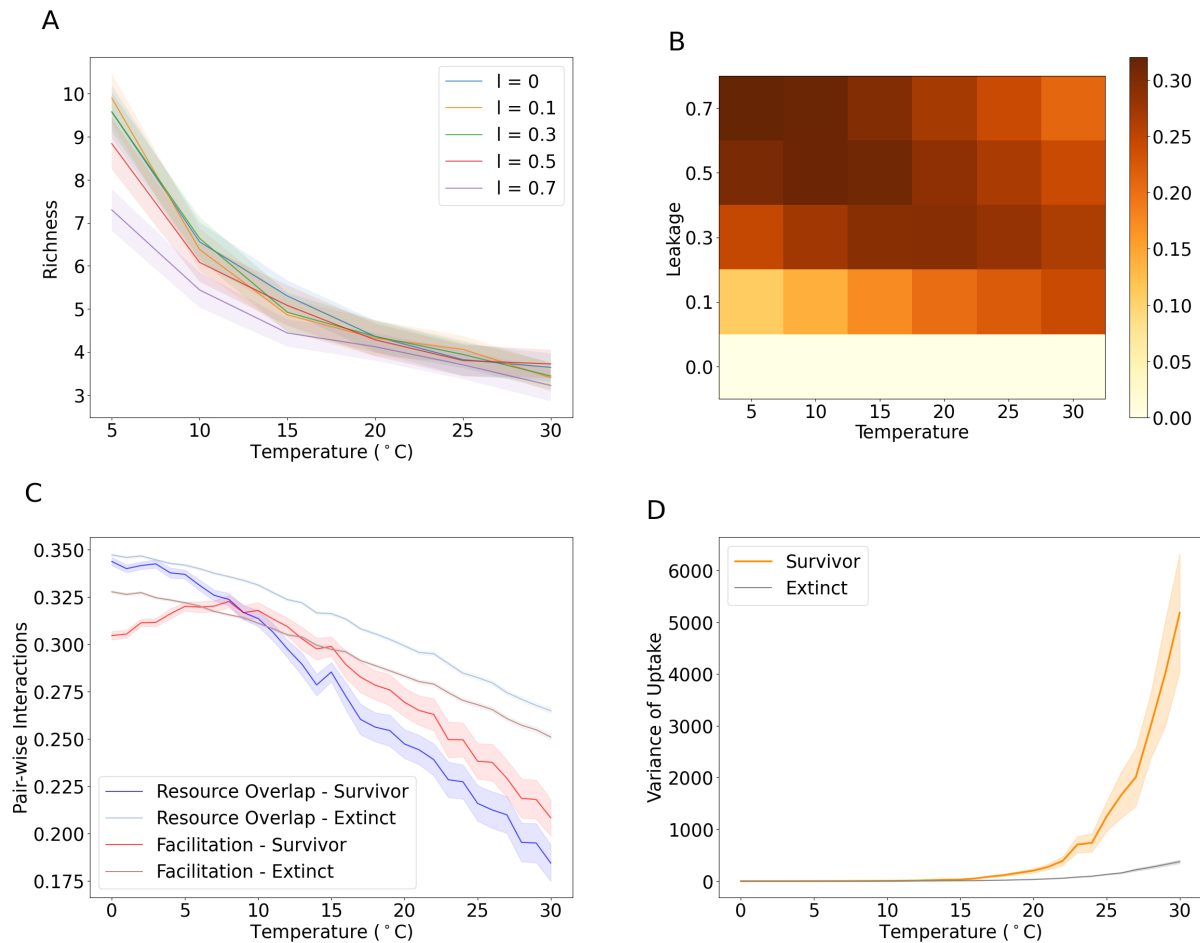 A
10
9
8
7
6
5
4
3
Richness
l = 0
l = 0.1
l = 0.3
l = 0.5
l = 0.7
5 10 15 20 25 30
Temperature (°C)
B
0.7
0.5
0.3
0.1
0.0
Leakage
5 10 15 20 25 30
Temperature
0.30
0.25
0.20
0.15
0.10
0.05
0.00
C
0.350
0.325
0.300
0.275
0.250
0.225
0.200
0.175
Pair-wise Interactions
Resource Overlap - Survivor
Resource Overlap - Extinct
Facilitation - Survivor
Facilitation - Extinct
0 5 10 15 20 25 30
Temperature (°C)
D
6000
5000
4000
3000
2000
1000
0
Variance of Uptake
Survivor
Extinct
0 5 10 15 20 25 30
Temperature (°C)